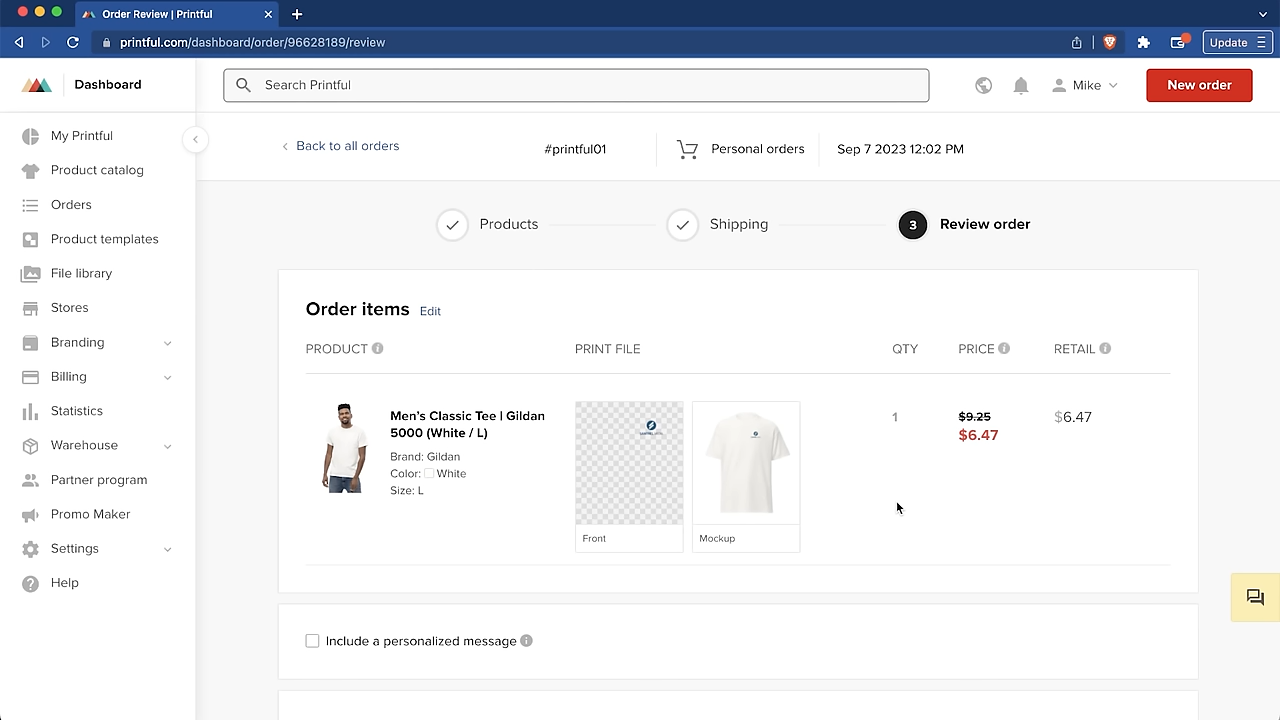 Order Review | Printful
printful.com/dashboard/order/96628189/review
Update
Dashboard
Search Printful
Mike
New order
My Printful
Product catalog
Orders
Product templates
File library
Stores
Branding
Billing
Statistics
Warehouse
Partner program
Promo Maker
Settings
Help
Back to all orders
#printful01
Personal orders
Sep 7 2023 12:02 PM
Products
Shipping
3 Review order
Order items Edit
PRODUCT PRINT FILE QTY PRICE RETAIL
Men's Classic Tee | Gildan
5000 (White / L)
Brand: Gildan
Color: White
Size: L
Front
Mockup
1
$9.25
$6.47
$6.47
Include a personalized message